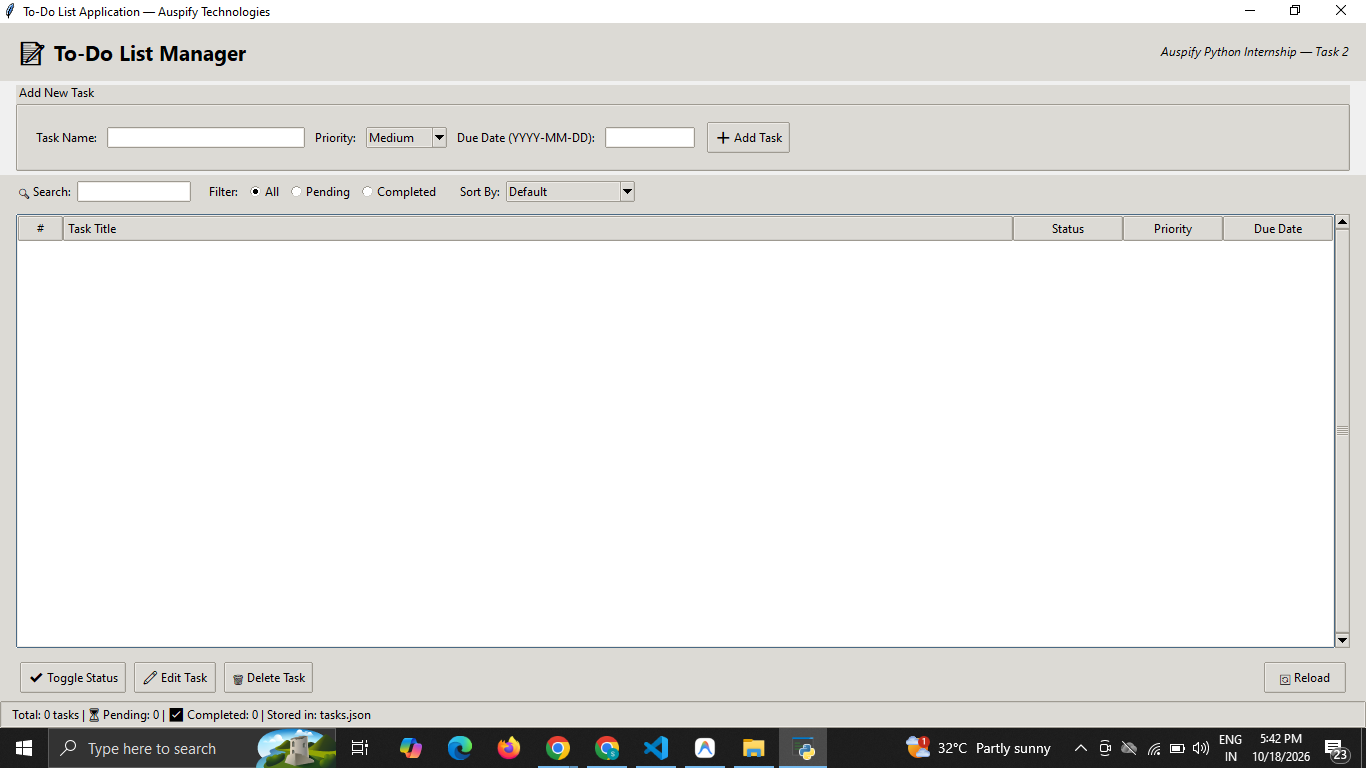 To-Do List Application — Auspify Technologies
To-Do List Manager
Auspify Python Internship — Task 2
Add New Task
Task Name: Priority: Medium Due Date (YYYY-MM-DD): + Add Task
Search: Filter: All Pending Completed Sort By: Default
# Task Title Status Priority Due Date
Toggle Status Edit Task Delete Task Reload
Total: 0 tasks | Pending: 0 | Completed: 0 | Stored in: tasks.json
Type here to search 1 32°C Partly sunny ENG IN 5:42 PM 10/18/2026 23